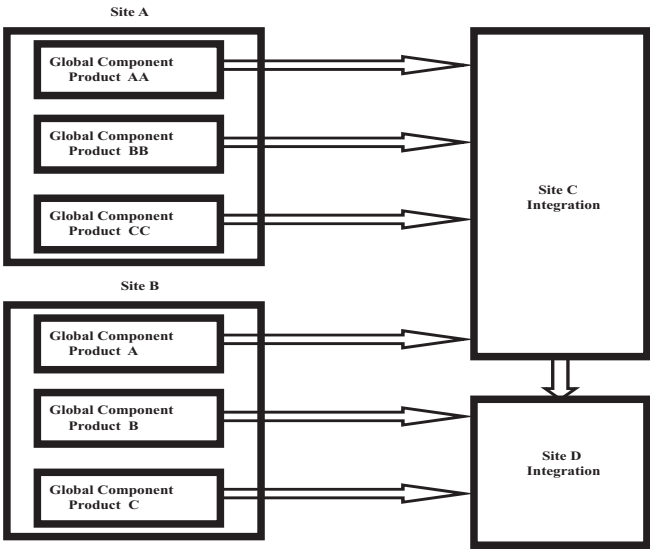 Site A
Global Component
Product AA
Global Component
Product BB
Global Component
Product CC
Site B
Global Component
Product A
Global Component
Product B
Global Component
Product C
Site C
Integration
Site D
Integration